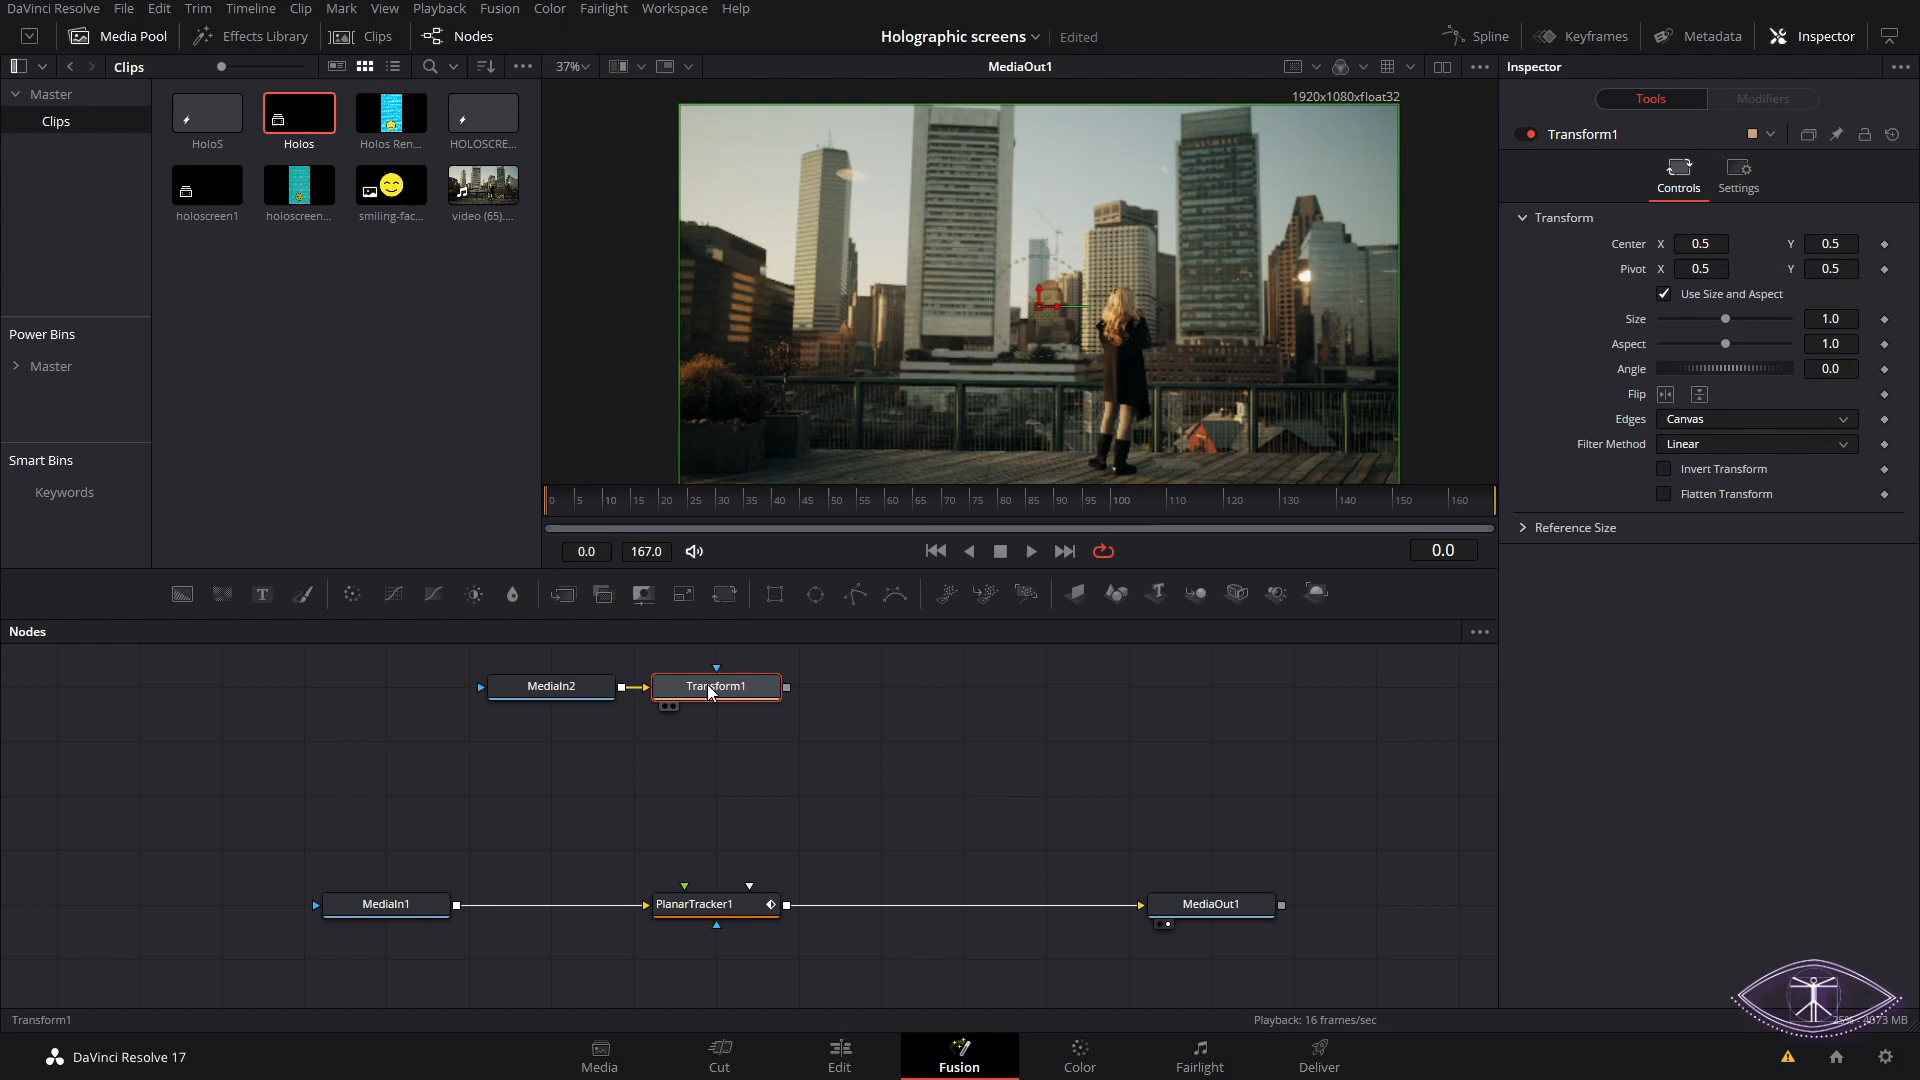 DaVinci Resolve File Edit Trim Timeline Clip Mark View Playback Fusion Color Fairlight Workspace Help
Media Pool Effects Library Clips Nodes Holographic screens Edited Spline Keyframes Metadata Inspector
Clips 37% MediaOut1 Inspector
Master
Clips
HoloS Holos Holos Ren... HOLOSCRE...
holoscreen1 holoscreen... smiling-fac... video (65)....
Power Bins
Master
Smart Bins
Keywords
1920x1080xfloat32
Tools Modifiers
Transform1
Controls Settings
Transform
Center X 0.5 Y 0.5
Pivot X 0.5 Y 0.5
Use Size and Aspect
Size 1.0
Aspect 1.0
Angle 0.0
Flip
Edges Canvas
Filter Method Linear
Invert Transform
Flatten Transform
Reference Size
0 5 10 15 20 25 30 35 40 45 50 55 60 65 70 75 80 85 90 95 100 110 120 130 140 150 160
0.0 167.0 0.0
T T
Nodes
MediaIn2 Transform1
MediaIn1 PlanarTracker1 MediaOut1
Transform1 Playback: 16 frames/sec 4073 MB
DaVinci Resolve 17 Media Cut Edit Fusion Color Fairlight Deliver